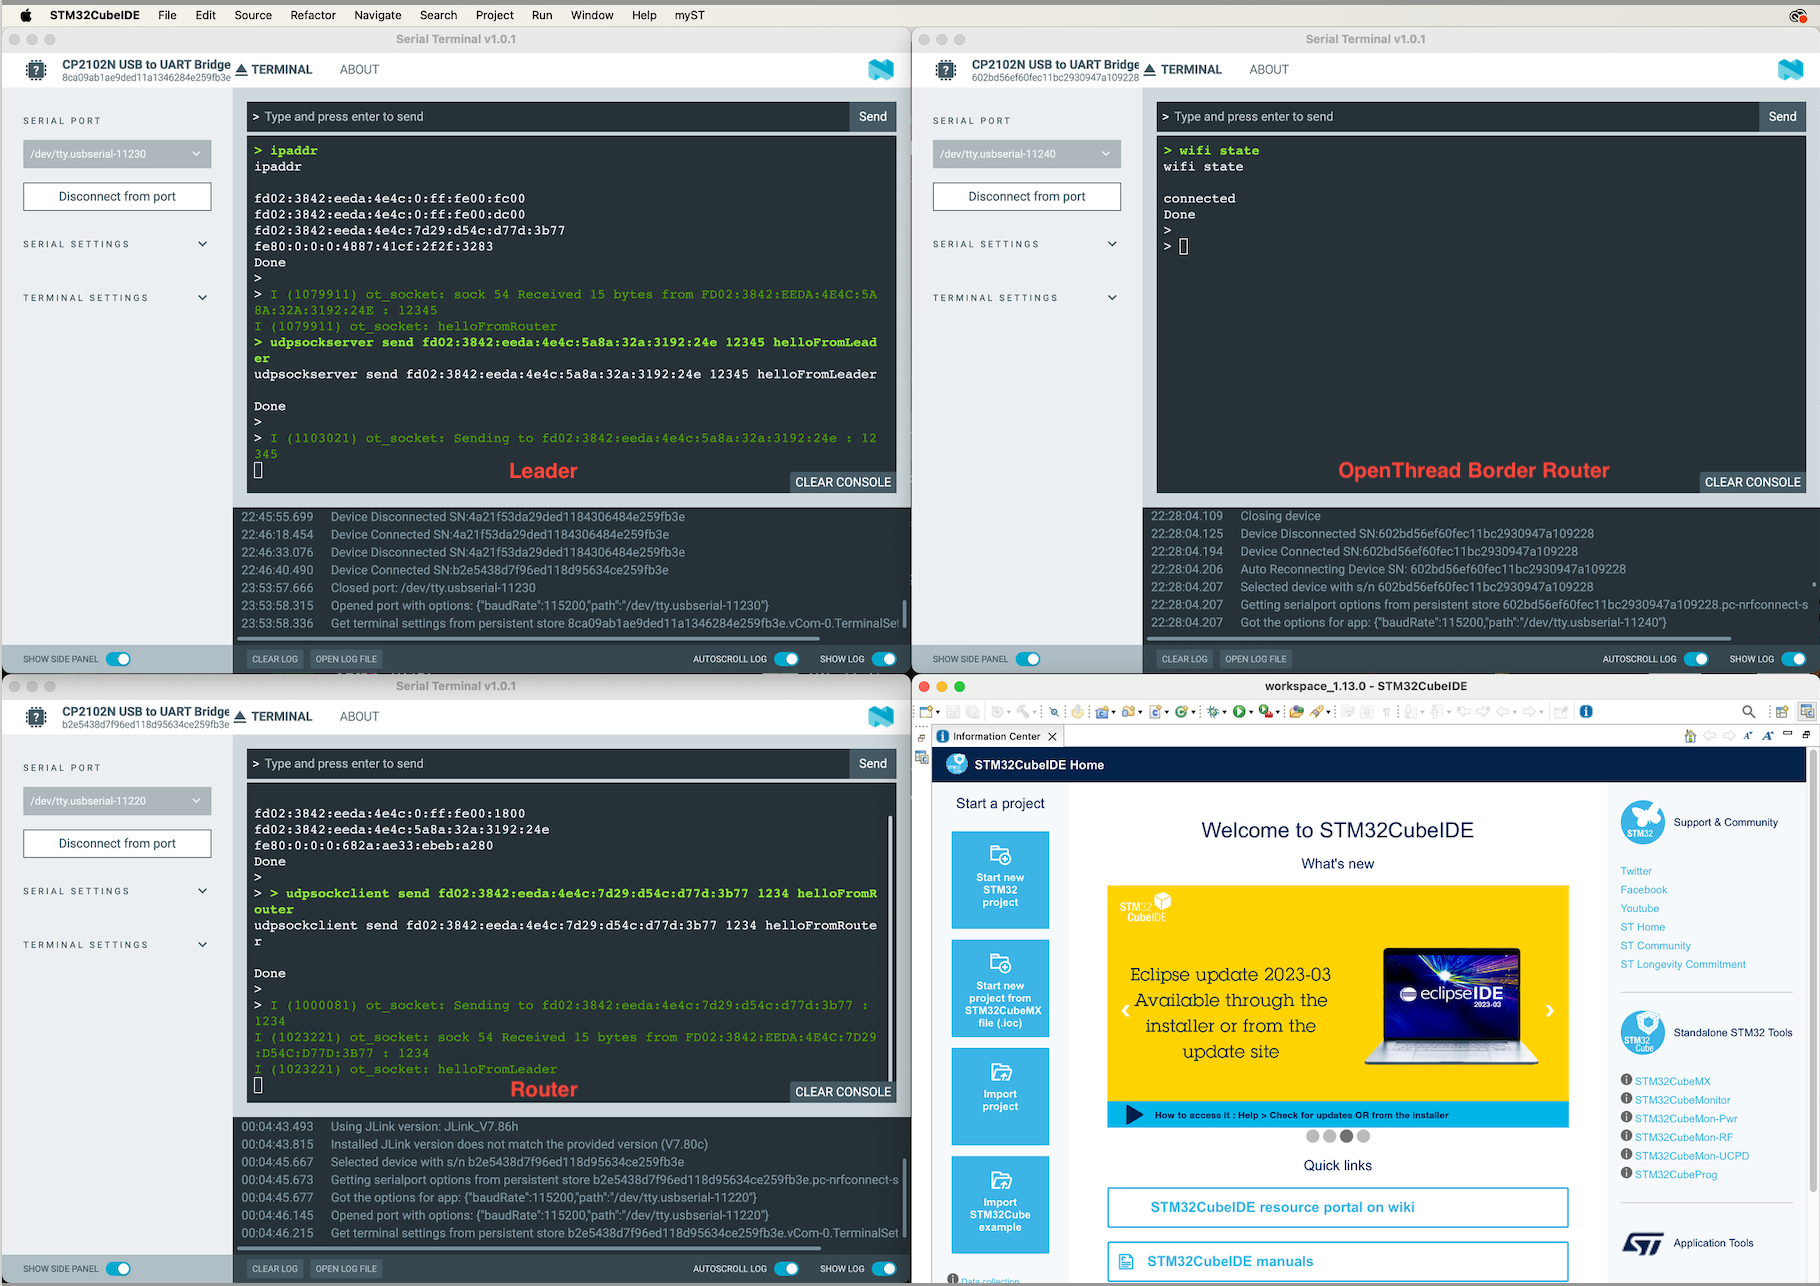 STM32CubeIDE File Edit Source Refactor Navigate Search Project Run Window Help myST
Serial Terminal v1.0.1
CP2102N USB to UART Bridge
8ca09ab1ae9ded11a1346284e259fb3e
TERMINAL
ABOUT
SERIAL PORT
/dev/tty.usbserial-11230
Disconnect from port
SERIAL SETTINGS
TERMINAL SETTINGS
> Type and press enter to send
Send
> ipaddr
ipaddr
fd02:3842:eeda:4e4c:0:ff:fe00:fc00
fd02:3842:eeda:4e4c:0:ff:fe00:dc00
fd02:3842:eeda:4e4c:7d29:d54c:d77d:3b77
fe80:0:0:0:4887:41cf:2f2f:3283
Done
>
> I (1079911) ot_socket: sock 54 Received 15 bytes from FD02:3842:EEDA:4E4C:5A
8A:32A:3192:24E : 12345
I (1079911) ot_socket: helloFromRouter
> udpsockserver send fd02:3842:eeda:4e4c:5a8a:32a:3192:24e 12345 helloFromLead
er
udpsockserver send fd02:3842:eeda:4e4c:5a8a:32a:3192:24e 12345 helloFromLeader
Done
>
> I (1103021) ot_socket: Sending to fd02:3842:eeda:4e4c:5a8a:32a:3192:24e : 12
345
Leader
CLEAR CONSOLE
22:45:55.699 Device Disconnected SN:4a21f53da29ded1184306484e259fb3e
22:46:18.454 Device Connected SN:4a21f53da29ded1184306484e259fb3e
22:46:33.076 Device Disconnected SN:4a21f53da29ded1184306484e259fb3e
22:46:40.490 Device Connected SN:b2e5438d7f96ed118d95634ce259fb3e
23:53:57.666 Closed port: /dev/tty.usbserial-11230
23:53:58.315 Opened port with options: {"baudRate":115200,"path":"/dev/tty.usbserial-11230"}
23:53:58.336 Get terminal settings from persistent store 8ca09ab1ae9ded11a1346284e259fb3e.vCom-0.TerminalSet
SHOW SIDE PANEL
CLEAR LOG
OPEN LOG FILE
AUTOSCROLL LOG
SHOW LOG
Serial Terminal v1.0.1
CP2102N USB to UART Bridge
602bd56ef60fec11bc2930947a109228
TERMINAL
ABOUT
SERIAL PORT
/dev/tty.usbserial-11240
Disconnect from port
SERIAL SETTINGS
TERMINAL SETTINGS
> Type and press enter to send
Send
> wifi state
wifi state
connected
Done
>
>
OpenThread Border Router
CLEAR CONSOLE
22:28:04.109 Closing device
22:28:04.125 Device Disconnected SN:602bd56ef60fec11bc2930947a109228
22:28:04.194 Device Connected SN:602bd56ef60fec11bc2930947a109228
22:28:04.206 Auto Reconnecting Device SN: 602bd56ef60fec11bc2930947a109228
22:28:04.207 Selected device with s/n 602bd56ef60fec11bc2930947a109228
22:28:04.207 Getting serialport options from persistent store 602bd56ef60fec11bc2930947a109228.pc-nrfconnect-s
22:28:04.207 Got the options for app: {"baudRate":115200,"path":"/dev/tty.usbserial-11240"}
SHOW SIDE PANEL
CLEAR LOG
OPEN LOG FILE
AUTOSCROLL LOG
SHOW LOG
Serial Terminal v1.0.1
CP2102N USB to UART Bridge
b2e5438d7f96ed118d95634ce259fb3e
TERMINAL
ABOUT
SERIAL PORT
/dev/tty.usbserial-11220
Disconnect from port
SERIAL SETTINGS
TERMINAL SETTINGS
> Type and press enter to send
Send
fd02:3842:eeda:4e4c:0:ff:fe00:1800
fd02:3842:eeda:4e4c:5a8a:32a:3192:24e
fe80:0:0:0:682a:ae33:ebeb:a280
Done
>
> > udpsockclient send fd02:3842:eeda:4e4c:7d29:d54c:d77d:3b77 1234 helloFromR
outer
udpsockclient send fd02:3842:eeda:4e4c:7d29:d54c:d77d:3b77 1234 helloFromRoute
r
Done
>
> I (1000081) ot_socket: Sending to fd02:3842:eeda:4e4c:7d29:d54c:d77d:3b77 :
1234
I (1023221) ot_socket: sock 54 Received 15 bytes from FD02:3842:EEDA:4E4C:7D29
:D54C:D77D:3B77 : 1234
I (1023221) ot_socket: helloFromLeader
Router
CLEAR CONSOLE
00:04:43.493 Using JLink version: JLink_V7.86h
00:04:43.815 Installed JLink version does not match the provided version (V7.80c)
00:04:45.667 Selected device with s/n b2e5438d7f96ed118d95634ce259fb3e
00:04:45.673 Getting serialport options from persistent store b2e5438d7f96ed118d95634ce259fb3e.pc-nrfconnect-s
00:04:45.677 Got the options for app: {"baudRate":115200,"path":"/dev/tty.usbserial-11220"}
00:04:46.145 Opened port with options: {"baudRate":115200,"path":"/dev/tty.usbserial-11220"}
00:04:46.215 Get terminal settings from persistent store b2e5438d7f96ed118d95634ce259fb3e.vCom-0.TerminalSet
SHOW SIDE PANEL
CLEAR LOG
OPEN LOG FILE
AUTOSCROLL LOG
SHOW LOG
workspace_1.13.0 - STM32CubeIDE
Information Center
STM32CubeIDE Home
Start a project
Start new
STM32
project
Start new
project from
STM32CubeMX
file (.ioc)
Import
project
Import
STM32Cube
example
Data collection
Welcome to STM32CubeIDE
What's new
STM32
CubeIDE
Eclipse update 2023-03
Available through the
installer or from the
update site
eclipseIDE
2023-03
How to access it : Help > Check for updates OR from the installer
Quick links
STM32CubeIDE resource portal on wiki
STM32CubeIDE manuals
STM32
Support & Community
Twitter
Facebook
Youtube
ST Home
ST Community
ST Longevity Commitment
STM32
Cube
Standalone STM32 Tools
STM32CubeMX
STM32CubeMonitor
STM32CubeMon-Pwr
STM32CubeMon-RF
STM32CubeMon-UCPD
STM32CubeProg
ST
Application Tools